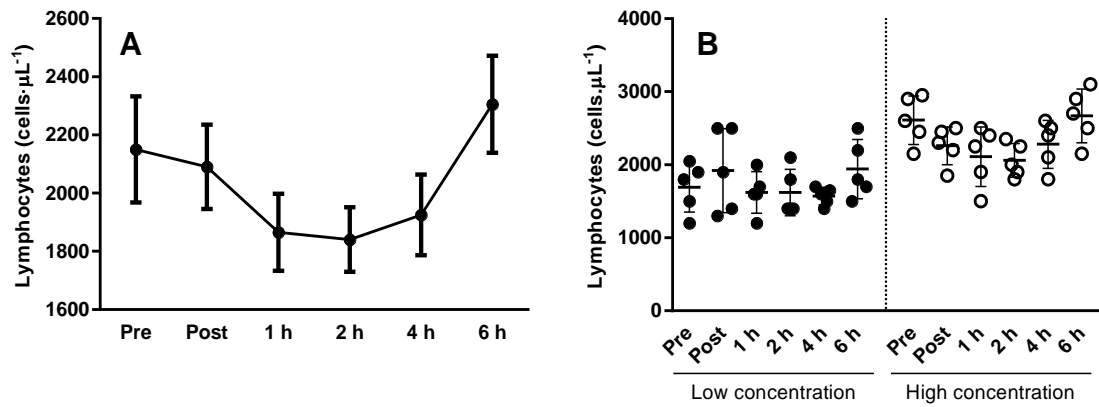 A
Lymphocytes (cells·μL⁻¹)
2600
2400
2200
2000
1800
1600
Pre Post 1 h 2 h 4 h 6 h
B
Lymphocytes (cells.μL⁻¹)
4000
3000
2000
1000
0
Pre Post 1 h 2 h 4 h 6 h Pre Post 1 h 2 h 4 h 6 h
Low concentration High concentration